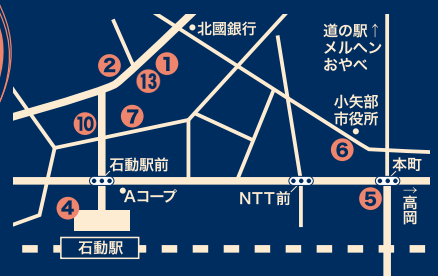 北國銀行
道の駅↑
メルヘン
おやべ
②
①
⑬
小矢部
市役所
⑩
⑦
⑥
石動駅前
本町
Aコープ
NTT前
⑤
→高岡
④
石動駅